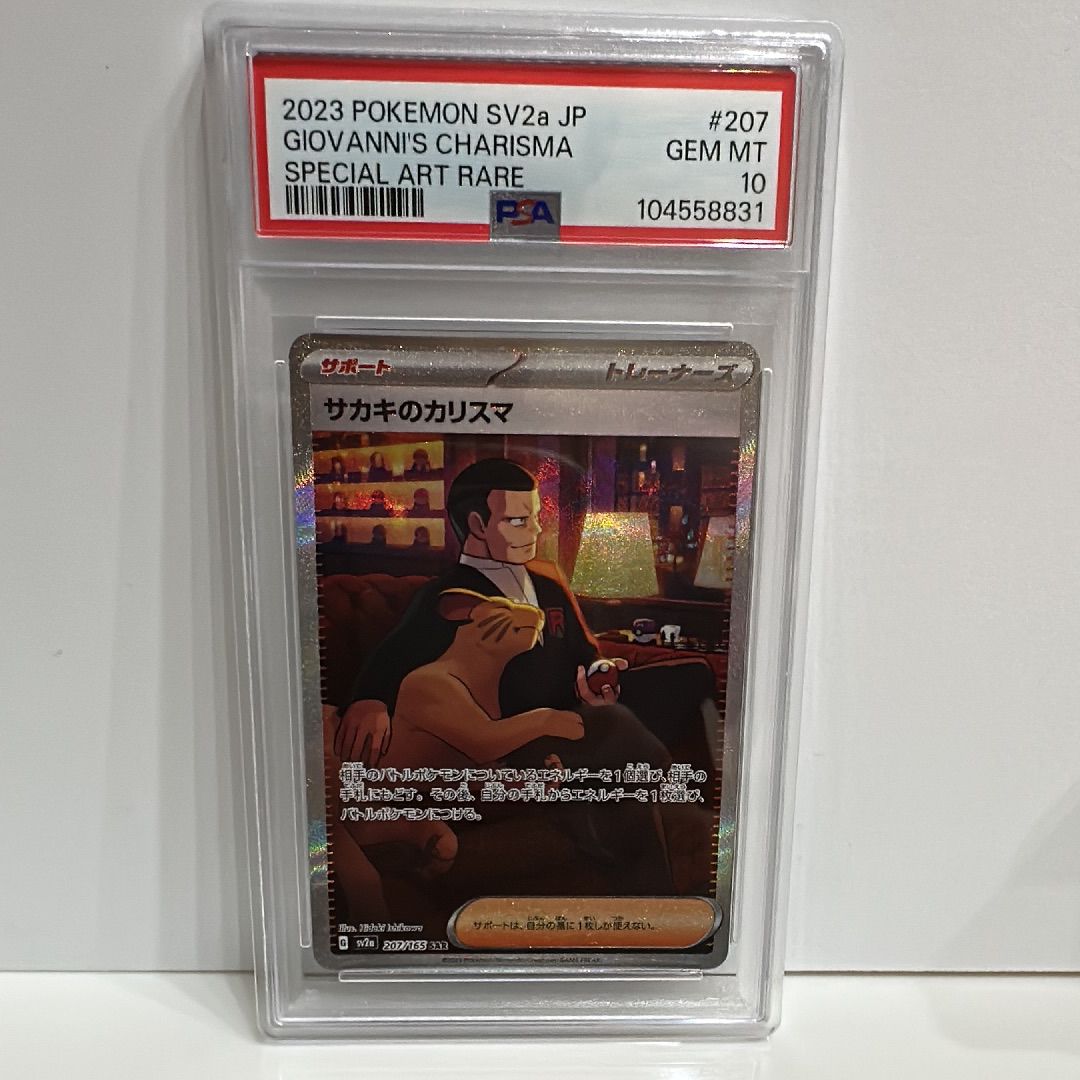 2023 POKEMON SV2a JP #207
GIOVANNI'S CHARISMA GEM MT
SPECIAL ART RARE 10
PSA 104558831
サポート トレーナーズ
サカキのカリスマ
相手のバトルポケモンについているエネルギーを1個選び、相手の
手札にもどす。その後、自分の手札からエネルギーを1枚選び、
バトルポケモンにつける。
サポートは、自分の番に1枚しか使えない。
Illus. Hideki Ishikawa
G sv2a 207/165 SAR